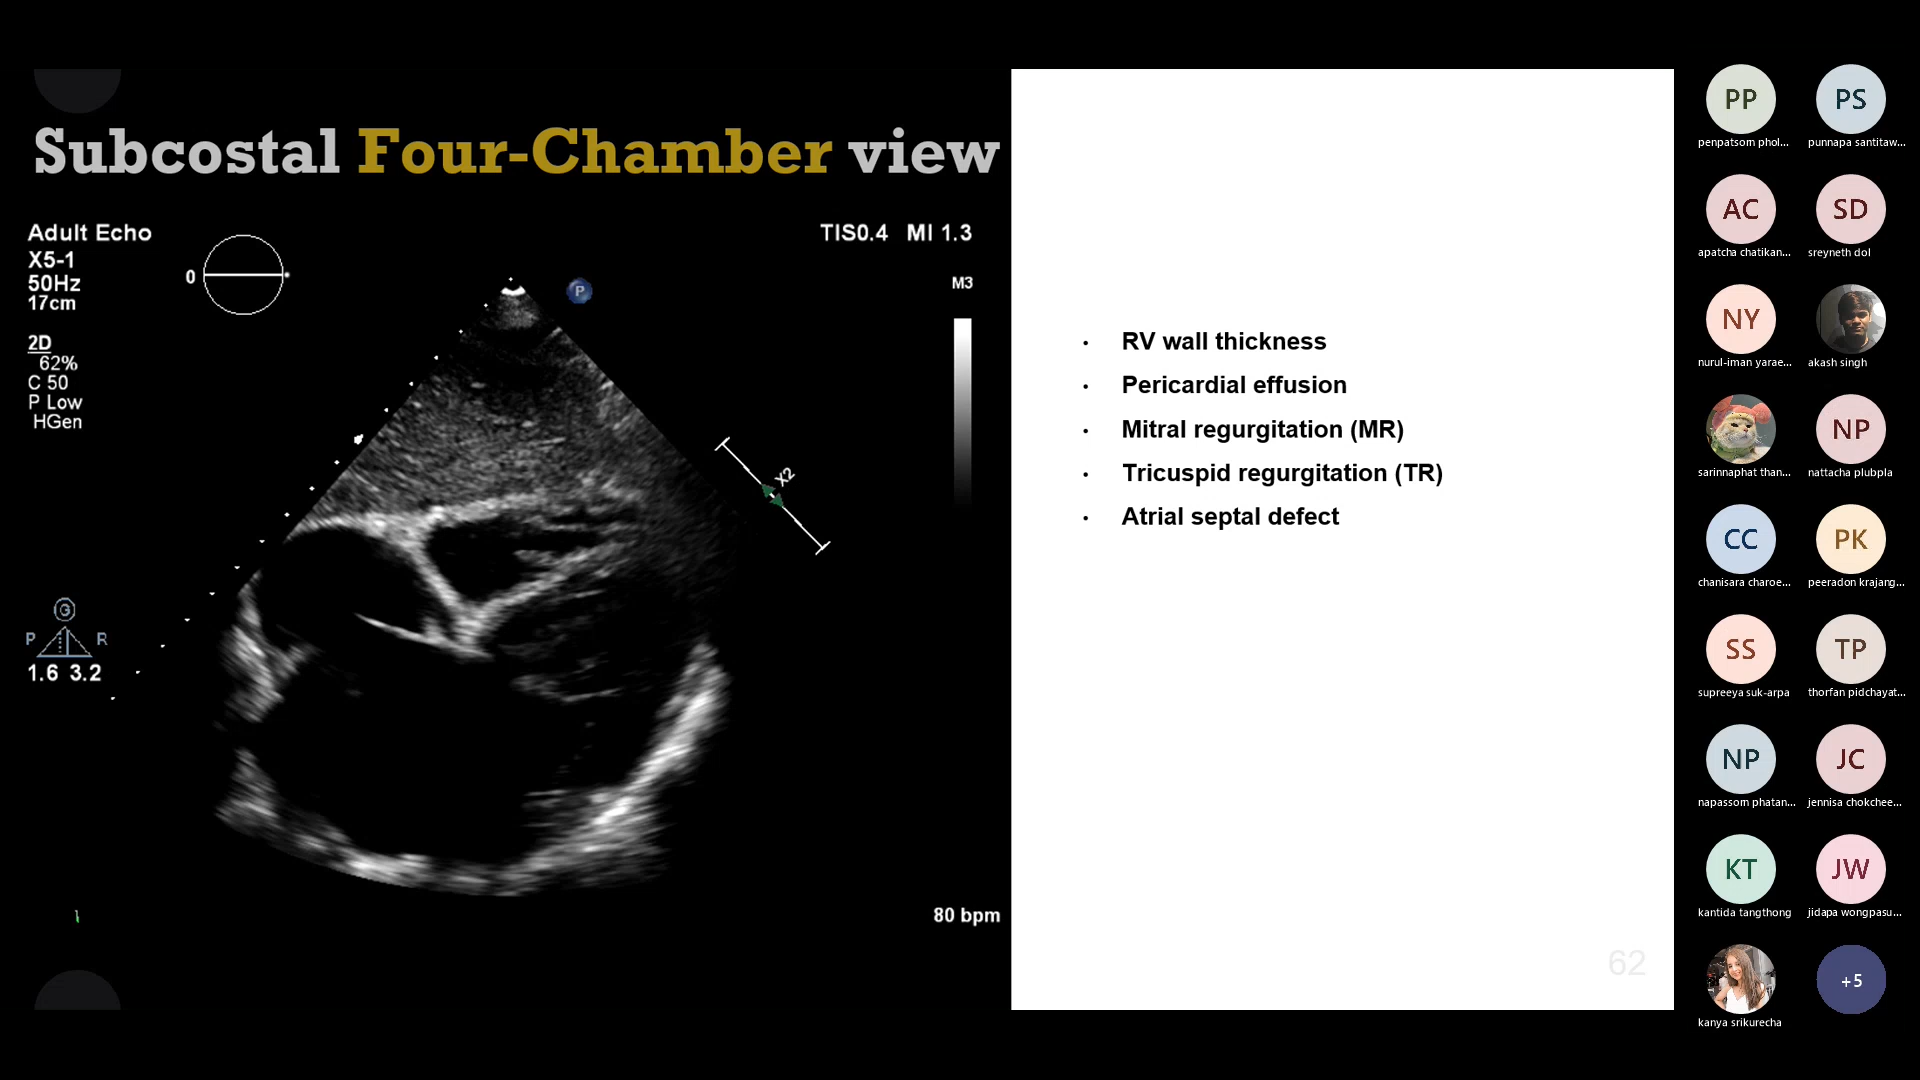 Subcostal Four-Chamber view
Adult Echo
X5-1
50Hz
17cm
2D
62%
C 50
P Low
HGen
0
P
TIS0.4 MI 1.3
M3
X2
G
P R
1.6 3.2
80 bpm
• RV wall thickness
• Pericardial effusion
• Mitral regurgitation (MR)
• Tricuspid regurgitation (TR)
• Atrial septal defect
62
PP PS
penpatsorn phol... punnapa santitaw...
AC SD
apatcha chatikan... sreyneth dol
NY
nurul-iman yarae... akash singh
NP
sarinnaphat than... nattacha plubpla
CC PK
chanisara charoe... peeradon krajang...
SS TP
supreeya suk-arpa thorfan pidchayat...
NP JC
napassorn phatan... jennisa chokchee...
KT JW
kantida tangthong jidapa wongpasu...
+5
kanya srikurecha